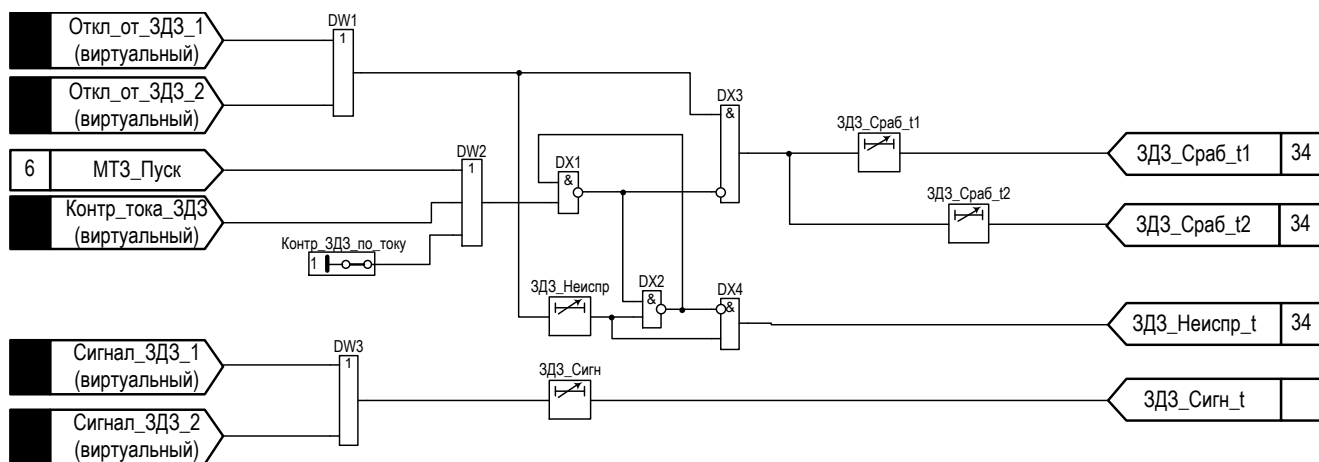 Откл_от_ЗДЗ_1
(виртуальный)
DW1
1
Откл_от_ЗДЗ_2
(виртуальный)
DX3
&
ЗДЗ_Сраб_t1
ЗДЗ_Сраб_t1 34
6 МТЗ_Пуск
DW2
1
DX1
&
Контр_тока_ЗДЗ
(виртуальный)
ЗДЗ_Сраб_t2
ЗДЗ_Сраб_t2 34
Контр_ЗДЗ_по_току
1
ЗДЗ_Неиспр
DX2
&
DX4
&
ЗДЗ_Неиспр_t 34
Сигнал_ЗДЗ_1
(виртуальный)
DW3
1
ЗДЗ_Сигн
ЗДЗ_Сигн_t
Сигнал_ЗДЗ_2
(виртуальный)